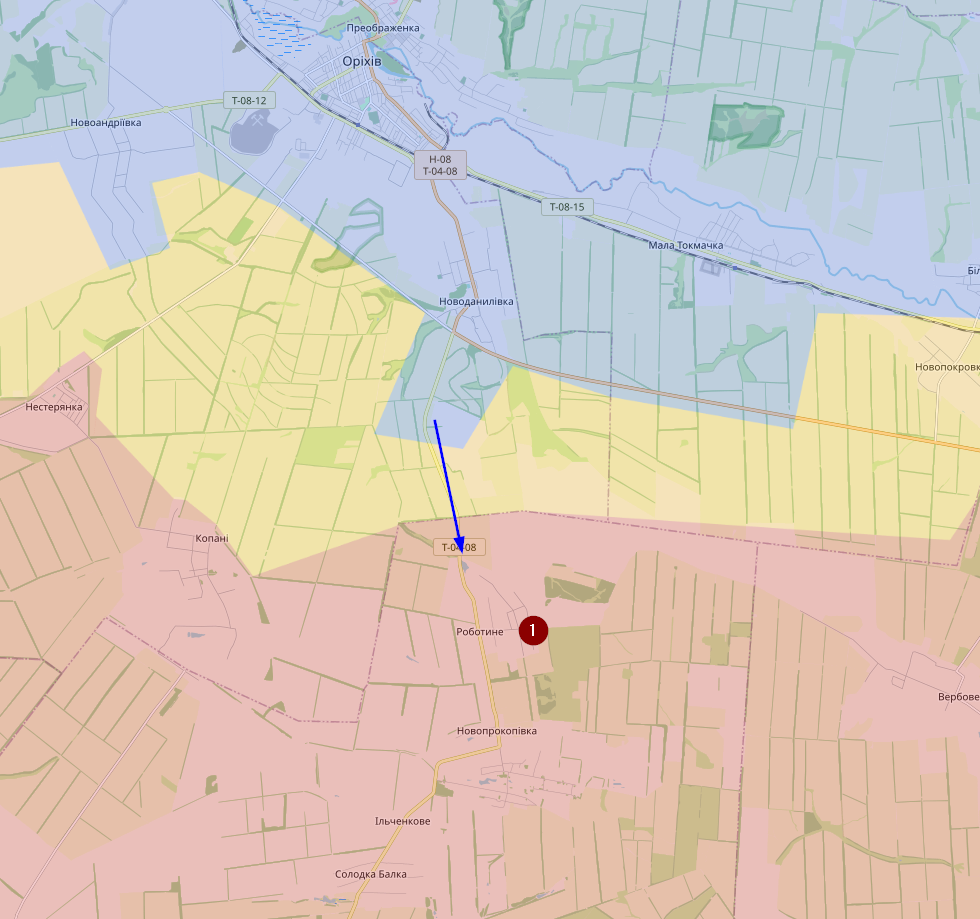 Преображенка
Оріхів
Т-08-12
Новоандріївка
Н-08
Т-04-08
Т-08-15
Мала Токмачка
Біл
Новоданилівка
Новопокровк
Нестерянка
Копані
Т-04-08
1
Роботине
Вербове
Новопрокопівка
Ільченкове
Солодка Балка